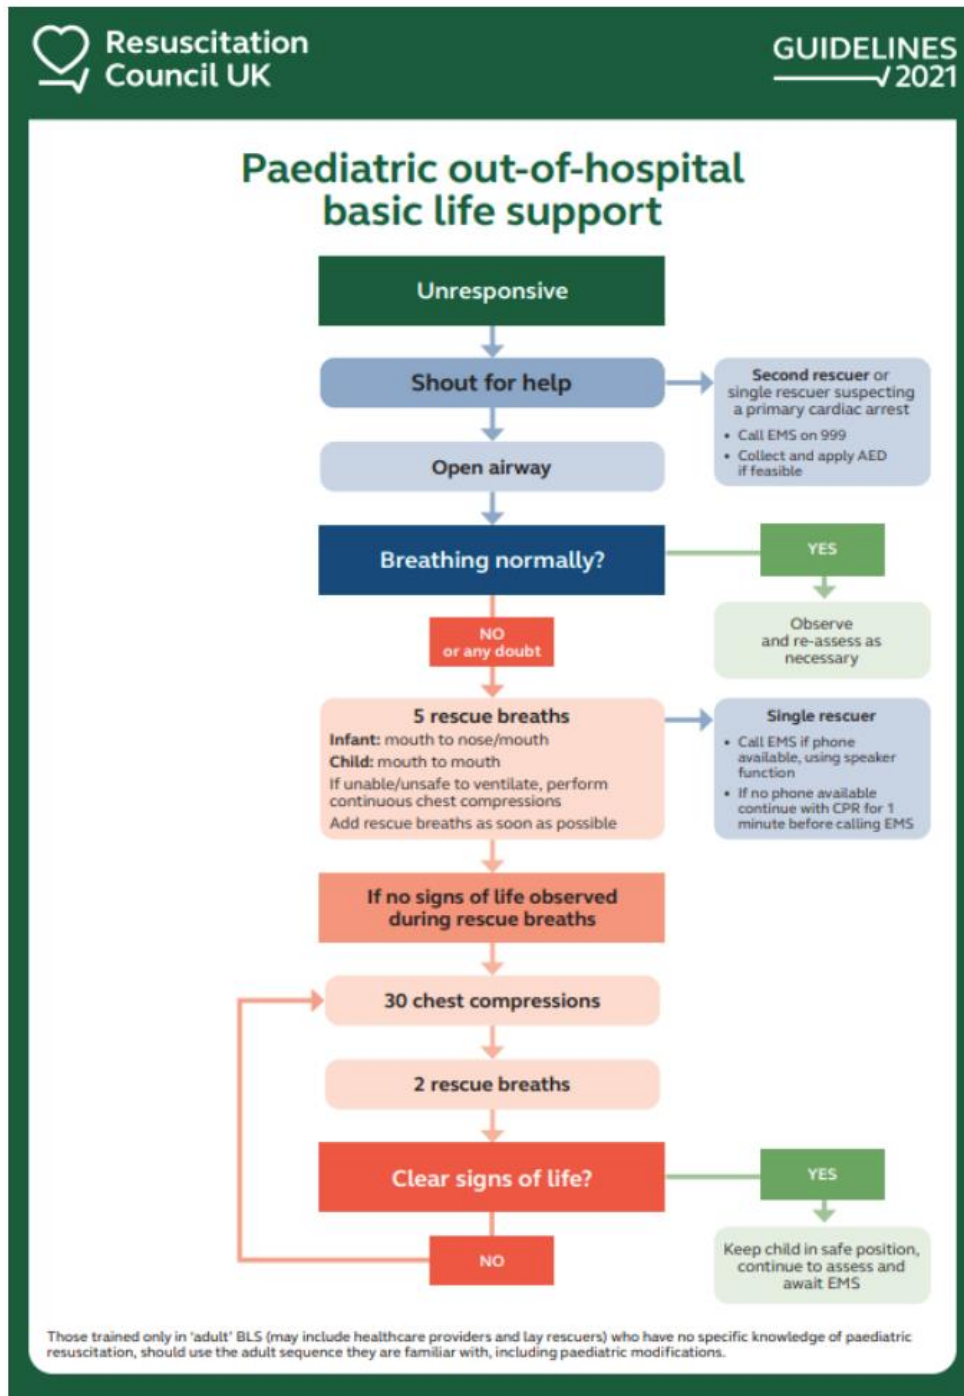 Resuscitation
Council UK
GUIDELINES
2021
Paediatric out-of-hospital
basic life support
Unresponsive
Shout for help
Second rescuer or
single rescuer suspecting
a primary cardiac arrest
• Call EMS on 999
• Collect and apply AED
if feasible
Open airway
Breathing normally?
YES
Observe
and re-assess as
necessary
NO
or any doubt
5 rescue breaths
Infant: mouth to nose/mouth
Child: mouth to mouth
If unable/unsafe to ventilate, perform
continuous chest compressions
Add rescue breaths as soon as possible
Single rescuer
• Call EMS if phone
available, using speaker
function
• If no phone available
continue with CPR for 1
minute before calling EMS
If no signs of life observed
during rescue breaths
30 chest compressions
2 rescue breaths
Clear signs of life?
YES
Keep child in safe position,
continue to assess and
await EMS
NO
Those trained only in 'adult' BLS (may include healthcare providers and lay rescuers) who have no specific knowledge of paediatric
resuscitation, should use the adult sequence they are familiar with, including paediatric modifications.